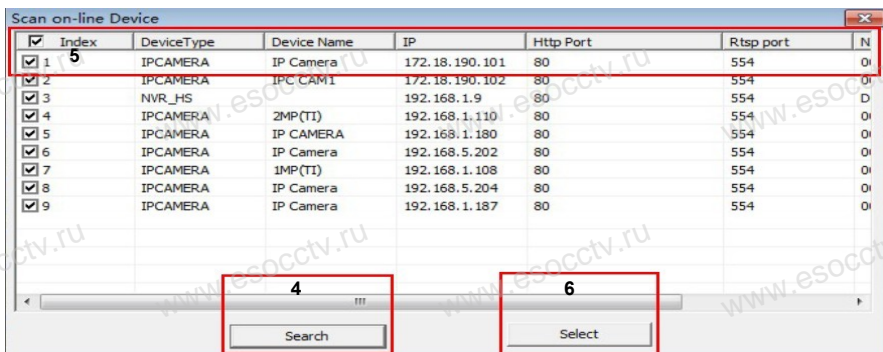 Scan on-line Device
Index DeviceType Device Name IP Http Port Rtsp port N
5
1 IPCAMERA IP Camera 172.18.190.101 80 554
2 IPCAMERA IPC CAM1 172.18.190.102 80 554
3 NVR_HS 192.168.1.9 80 554 D
4 IPCAMERA 2MP(TI) 192.168.1.110 80 554
5 IPCAMERA IP CAMERA 192.168.1.180 80 554
6 IPCAMERA IP Camera 192.168.5.202 80 554
7 IPCAMERA 1MP(TI) 192.168.1.108 80 554
8 IPCAMERA IP Camera 192.168.5.204 80 554
9 IPCAMERA IP Camera 192.168.1.187 80 554
4 6
Search Select
www.esocctv.ru